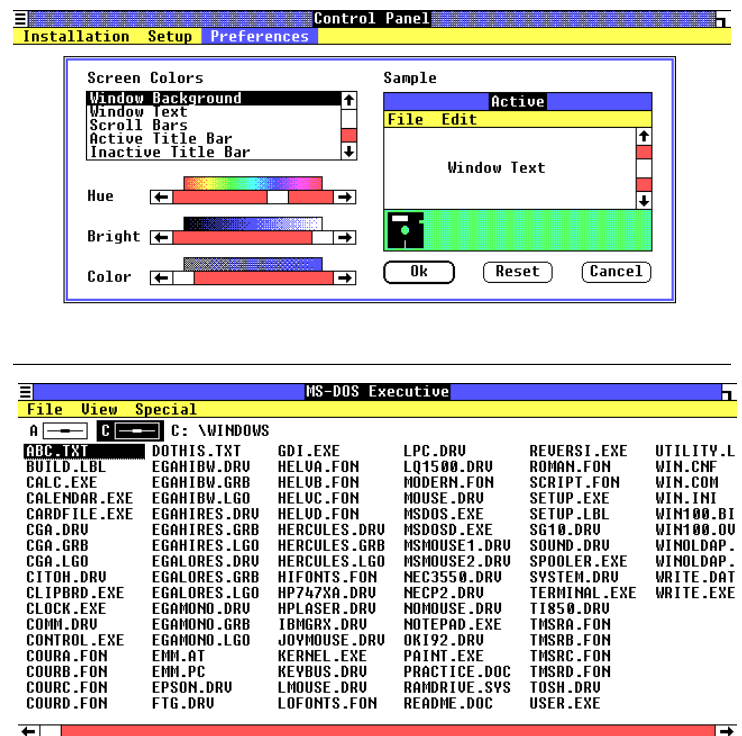 Control Panel
Installation Setup Preferences
Screen Colors
Window Background
Window Text
Scroll Bars
Active Title Bar
Inactive Title Bar
Hue
Bright
Color
Sample
Active
File Edit
Window Text
Ok Reset Cancel
MS-DOS Executive
File View Special
A C C: \WINDOWS
ABC.TXT DOTHIS.TXT GDI.EXE LPC.DRV REVERSI.EXE UTILITY.L
BUILD.LBL EGAHIBW.DRV HELVA.FON LQ1500.DRV ROMAN.FON WIN.CNF
CALC.EXE EGAHIBW.GRB HELVB.FON MODERN.FON SCRIPT.FON WIN.COM
CALENDAR.EXE EGAHIBW.LGO HELVC.FON MOUSE.DRV SETUP.EXE WIN.INI
CARDFILE.EXE EGAHIRES.DRV HELVD.FON MSDOS.EXE SETUP.LBL WIN100.BI
CGA.DRV EGAHIRES.GRB HERCULES.DRV MSDOSD.EXE SG10.DRV WIN100.OV
CGA.GRB EGAHIRES.LGO HERCULES.GRB MSMOUSE1.DRV SOUND.DRV WINOLDAP.
CGA.LGO EGALORES.DRV HERCULES.LGO MSMOUSE2.DRV SPOOLER.EXE WINOLDAP.
CITOH.DRV EGALORES.GRB HIFONTS.FON NEC3550.DRV SYSTEM.DRV WRITE.DAT
CLIPBRD.EXE EGALORES.LGO HP747XA.DRV NECP2.DRV TERMINAL.EXE WRITE.EXE
CLOCK.EXE EGAMONO.DRV HPLASER.DRV NOMOUSE.DRV TI850.DRV
COMM.DRV EGAMONO.GRB IBMGRX.DRV NOTEPAD.EXE TMSRA.FON
CONTROL.EXE EGAMONO.LGO JOYMOUSE.DRV OKI92.DRV TMSRB.FON
COURA.FON EMM.AT KERNEL.EXE PAINT.EXE TMSRC.FON
COURB.FON EMM.PC KEYBUS.DRV PRACTICE.DOC TMSRD.FON
COURC.FON EPSON.DRV LMOUSE.DRV RAMDRIVE.SYS TOSH.DRV
COURD.FON FTG.DRV LOFONTS.FON README.DOC USER.EXE